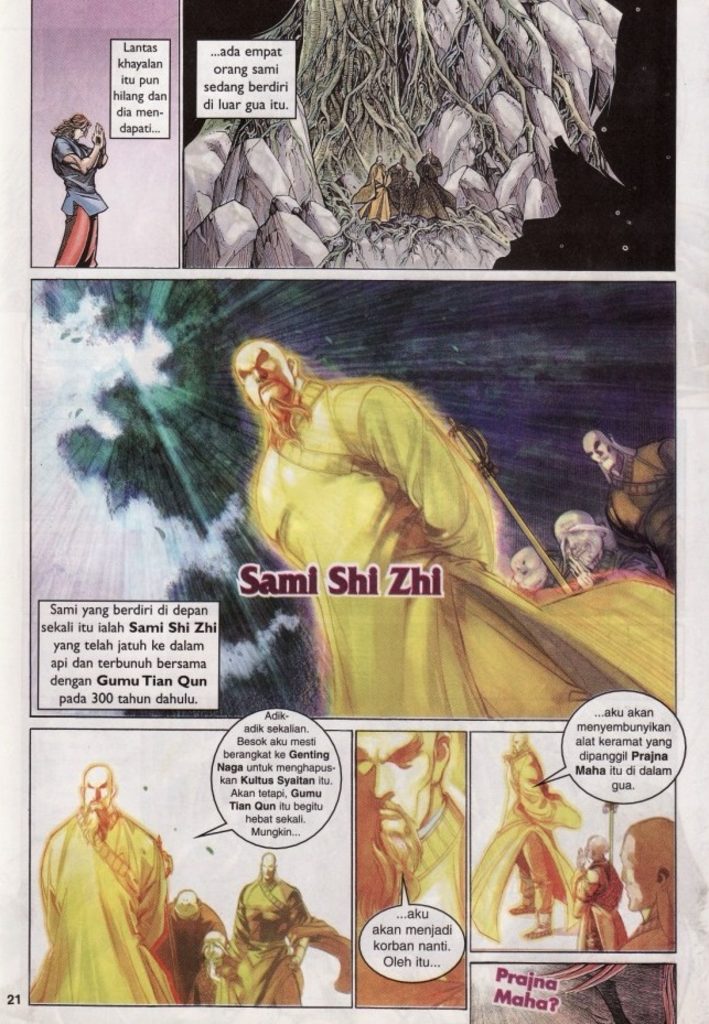 Lantas
khayalan
itu pun
hilang dan
dia men-
dapati...
...ada empat
orang sami
sedang berdiri
di luar gua itu.
Sami Shi Zhi
Sami yang berdiri di depan
sekali itu ialah Sami Shi Zhi
yang telah jatuh ke dalam
api dan terbunuh bersama
dengan Gumu Tian Qun
pada 300 tahun dahulu.
Adik-
adik sekalian.
Besok aku mesti
berangkat ke Genting
Naga untuk menghapus-
kan Kultus Syaitan itu.
Akan tetapi, Gumu
Tian Qun itu begitu
hebat sekali.
Mungkin...
...aku
akan menjadi
korban nanti.
Oleh itu...
...aku akan
menyembunyikan
alat keramat yang
dipanggil Prajna
Maha itu di dalam
gua.
Prajna
Maha?
21